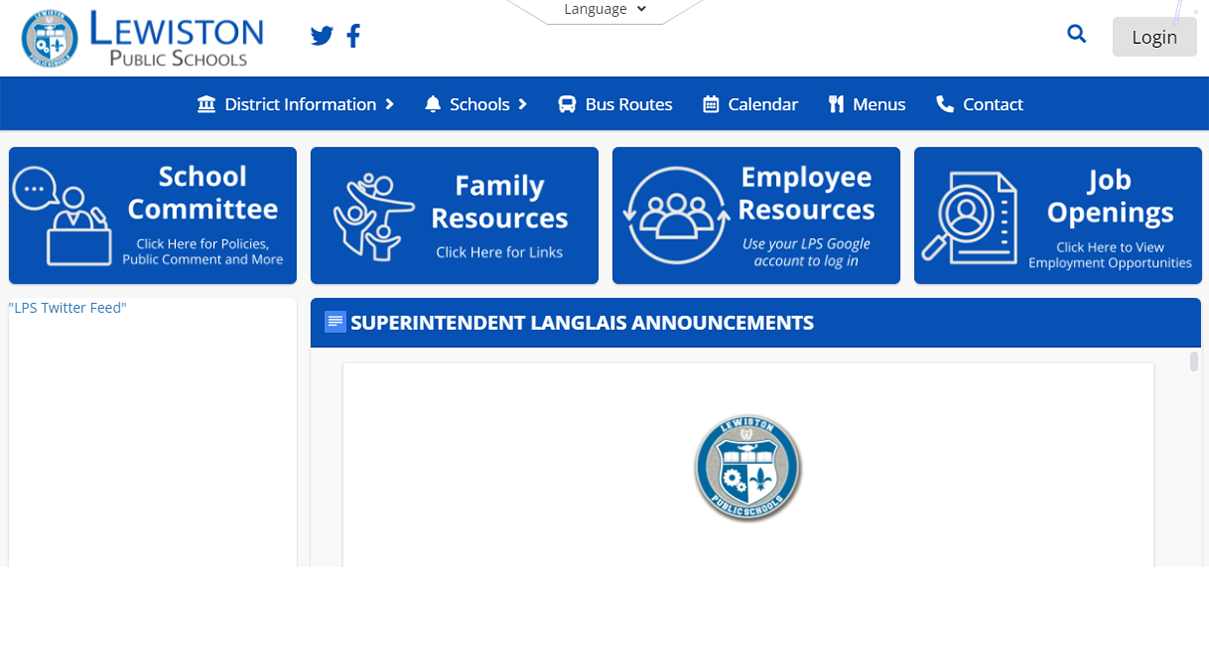 Language
LEWISTON
PUBLIC SCHOOLS
Login
District Information
Schools
Bus Routes
Calendar
Menus
Contact
School
Committee
Click Here for Policies,
Public Comment and More
Family
Resources
Click Here for Links
Employee
Resources
Use your LPS Google
account to log in
Job
Openings
Click Here to View
Employment Opportunities
"LPS Twitter Feed"
SUPERINTENDENT LANGLAIS ANNOUNCEMENTS
LEWISTON
PUBLIC SCHOOLS